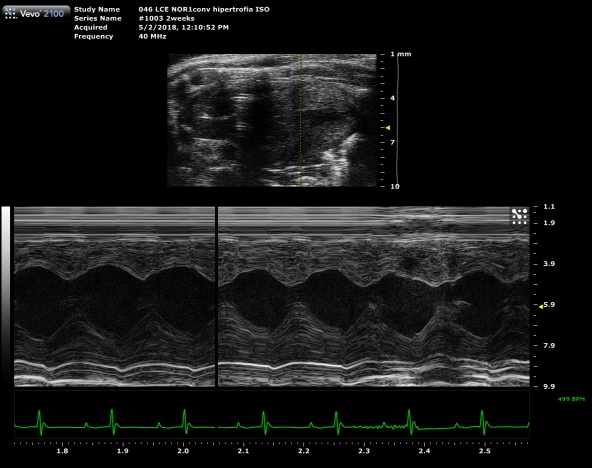 Vevo 2100
Study Name 046 LCE NOR1conv hipertrofia ISO
Series Name #1003 2weeks
Acquired 5/2/2018, 12:10:52 PM
Frequency 40 MHz
1 mm
4
7
10
1.1
1.9
3.9
5.9
7.9
9.9
499 BPM
1.8 1.9 2.0 2.1 2.2 2.3 2.4 2.5